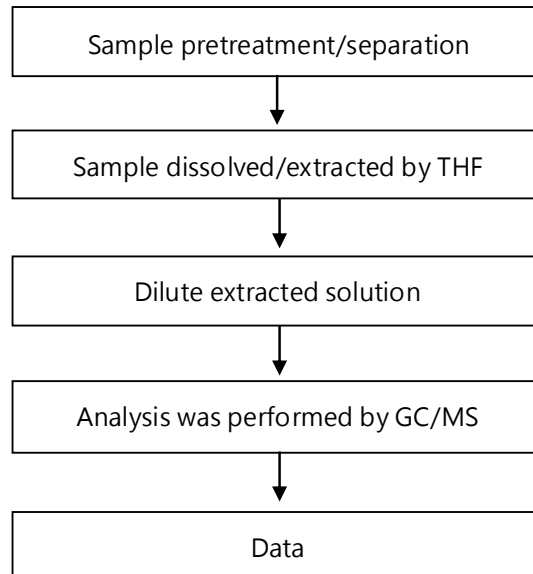 Sample pretreatment/separation
Sample dissolved/extracted by THF
Dilute extracted solution
Analysis was performed by GC/MS
Data